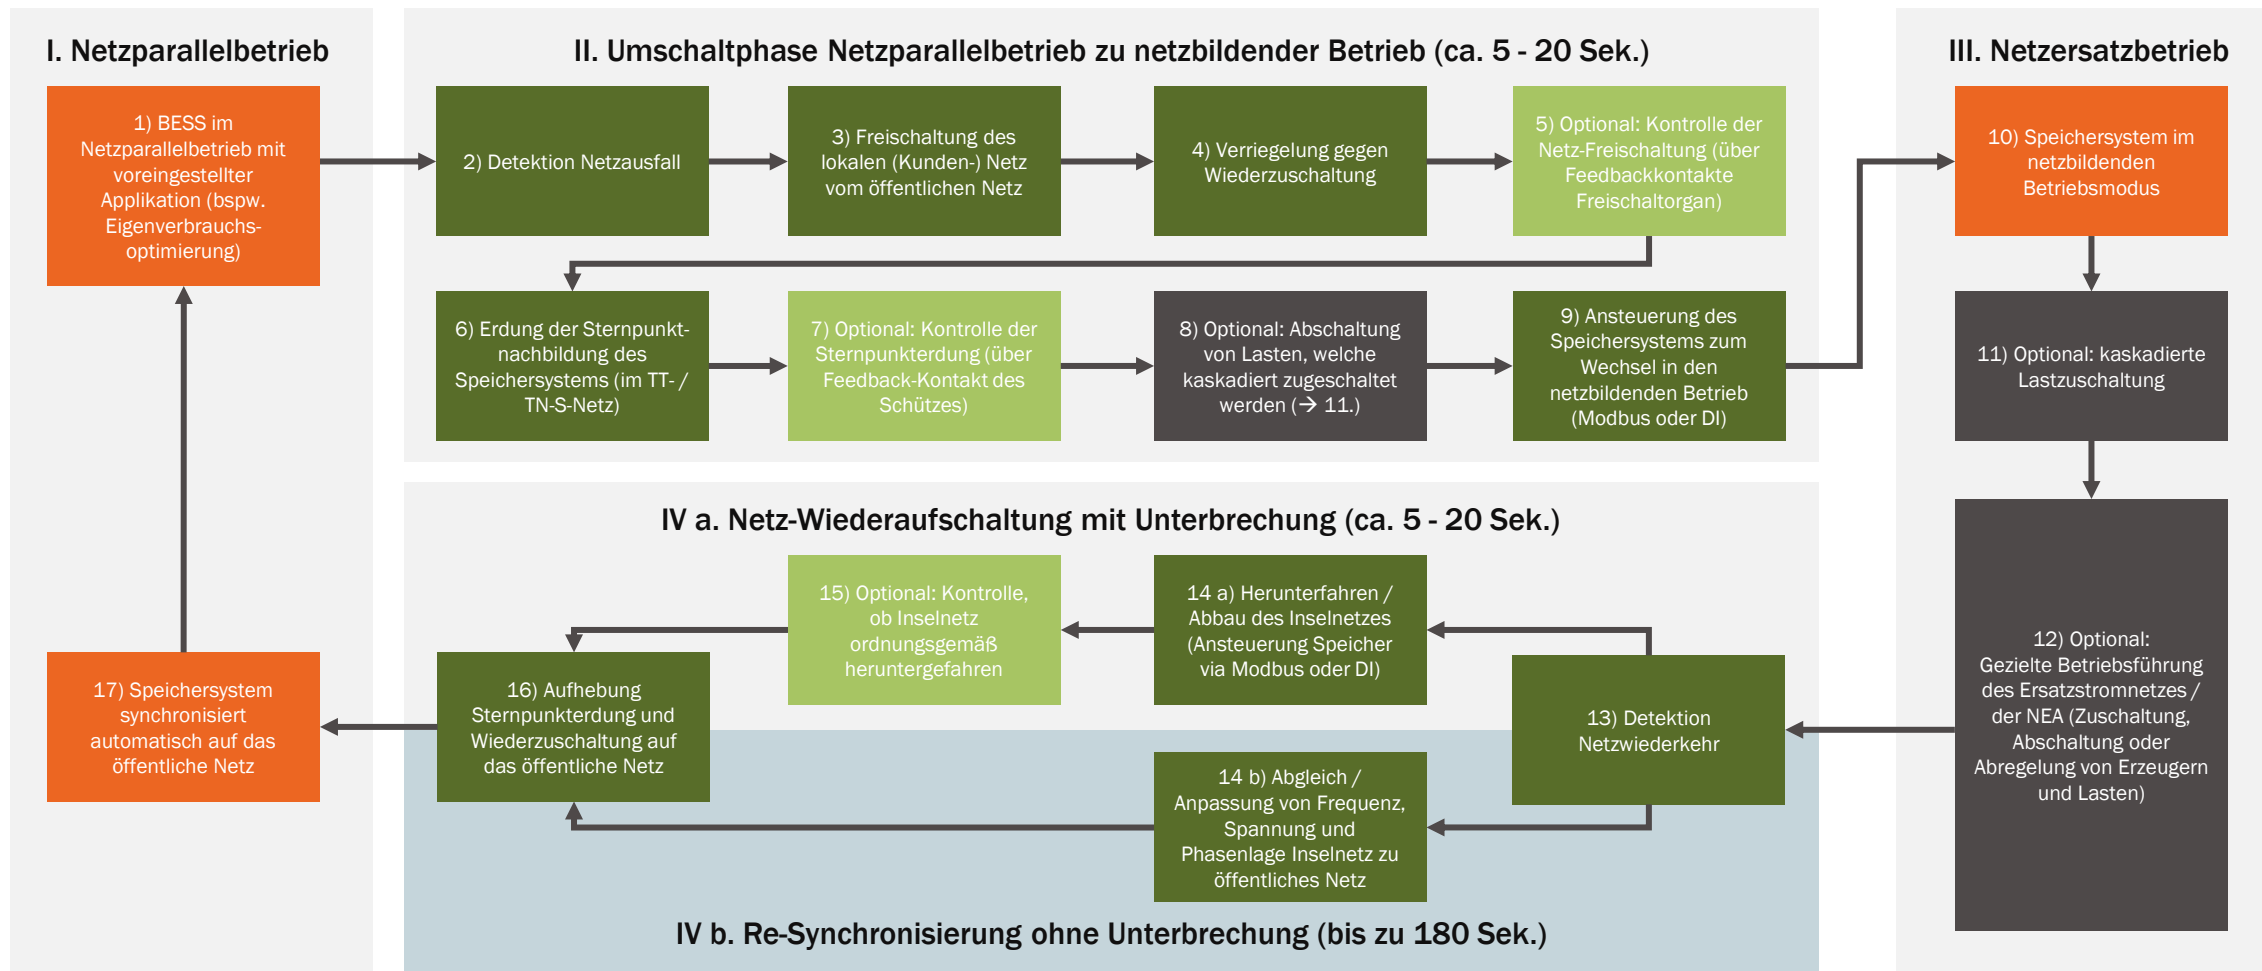 I. Netzparallelbetrieb
1) BESS im
Netzparallelbetrieb mit
voreingestellter
Applikation (bspw.
Eigenverbrauchs-
optimierung)
II. Umschaltphase Netzparallelbetrieb zu netzbildender Betrieb (ca. 5 - 20 Sek.)
2) Detektion Netzausfall
3) Freischaltung des
lokalen (Kunden-) Netz
vom öffentlichen Netz
4) Verriegelung gegen
Wiederzuschaltung
5) Optional: Kontrolle der
Netz-Freischaltung (über
Feedbackkontakte
Freischaltorgan)
6) Erdung der Sternpunkt-
nachbildung des
Speichersystems (im TT- /
TN-S-Netz)
7) Optional: Kontrolle der
Sternpunkterdung (über
Feedback-Kontakt des
Schützes)
8) Optional: Abschaltung
von Lasten, welche
kaskadiert zugeschaltet
werden (→ 11.)
9) Ansteuerung des
Speichersystems zum
Wechsel in den
netzbildenden Betrieb
(Modbus oder DI)
III. Netzersatzbetrieb
10) Speichersystem im
netzbildenden
Betriebsmodus
11) Optional: kaskadierte
Lastzuschaltung
12) Optional:
Gezielte Betriebsführung
des Ersatzstromnetzes /
der NEA (Zuschaltung,
Abschaltung oder
Abregelung von Erzeugern
und Lasten)
IV a. Netz-Wiederaufschaltung mit Unterbrechung (ca. 5 - 20 Sek.)
13) Detektion
Netzwiederkehr
14 a) Herunterfahren /
Abbau des Inselnetzes
(Ansteuerung Speicher
via Modbus oder DI)
15) Optional: Kontrolle,
ob Inselnetz
ordnungsgemäß
heruntergefahren
14 b) Abgleich /
Anpassung von Frequenz,
Spannung und
Phasenlage Inselnetz zu
öffentliches Netz
16) Aufhebung
Sternpunkterdung und
Wiederzuschaltung auf
das öffentliche Netz
17) Speichersystem
synchronisiert
automatisch auf das
öffentliche Netz
IV b. Re-Synchronisierung ohne Unterbrechung (bis zu 180 Sek.)